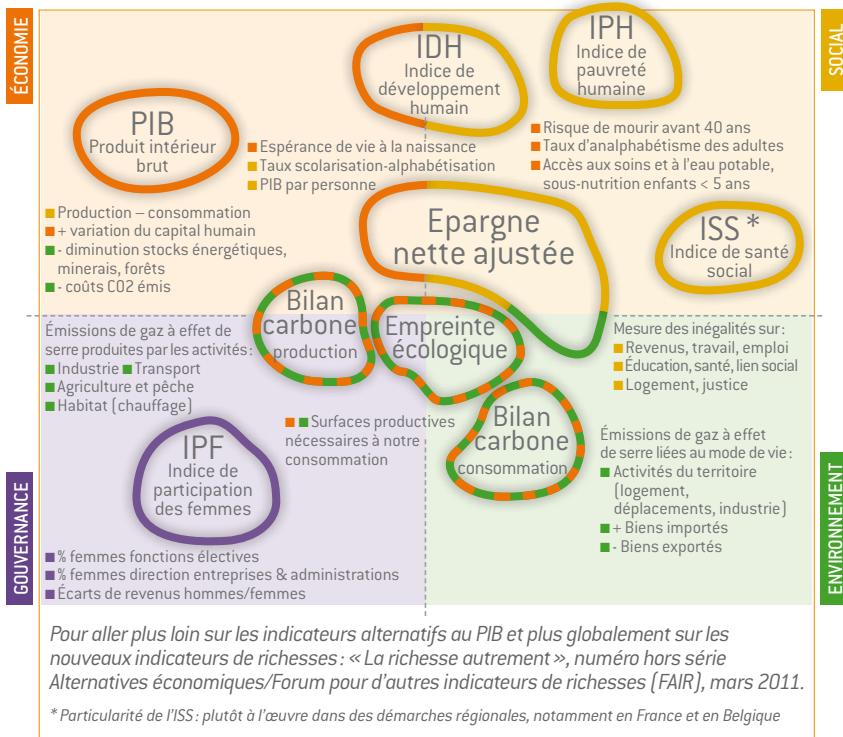 ÉCONOMIE
SOCIAL
IDH
Indice de
développement
humain
IPH
Indice de
pauvreté
humaine
PIB
Produit intérieur
brut
Espérance de vie à la naissance
Taux scolarisation-alphabétisation
PIB par personne
Risque de mourir avant 40 ans
Taux d'analphabétisme des adultes
Accès aux soins et à l'eau potable,
sous-nutrition enfants < 5 ans
Production – consommation
+ variation du capital humain
- diminution stocks énergétiques,
minerais, forêts
- coûts CO2 émis
Epargne
nette ajustée
ISS *
Indice de santé
social
Bilan
carbone
production
Empreinte
écologique
Émissions de gaz à effet de
serre produites par les activités :
Industrie Transport
Agriculture et pêche
Habitat (chauffage)
Mesure des inégalités sur :
Revenus, travail, emploi
Éducation, santé, lien social
Logement, justice
Surfaces productives
nécessaires à notre
consommation
Bilan
carbone
consommation
IPF
Indice de
participation
des femmes
Émissions de gaz à effet
de serre liées au mode de vie :
Activités du territoire
(logement,
déplacements, industrie)
+ Biens importés
- Biens exportés
GOUVERNANCE
ENVIRONNEMENT
% femmes fonctions électives
% femmes direction entreprises & administrations
Écarts de revenus hommes/femmes
Pour aller plus loin sur les indicateurs alternatifs au PIB et plus globalement sur les
nouveaux indicateurs de richesses : « La richesse autrement », numéro hors série
Alternatives économiques/Forum pour d'autres indicateurs de richesses (FAIR), mars 2011.
* Particularité de l'ISS : plutôt à l'œuvre dans des démarches régionales, notamment en France et en Belgique